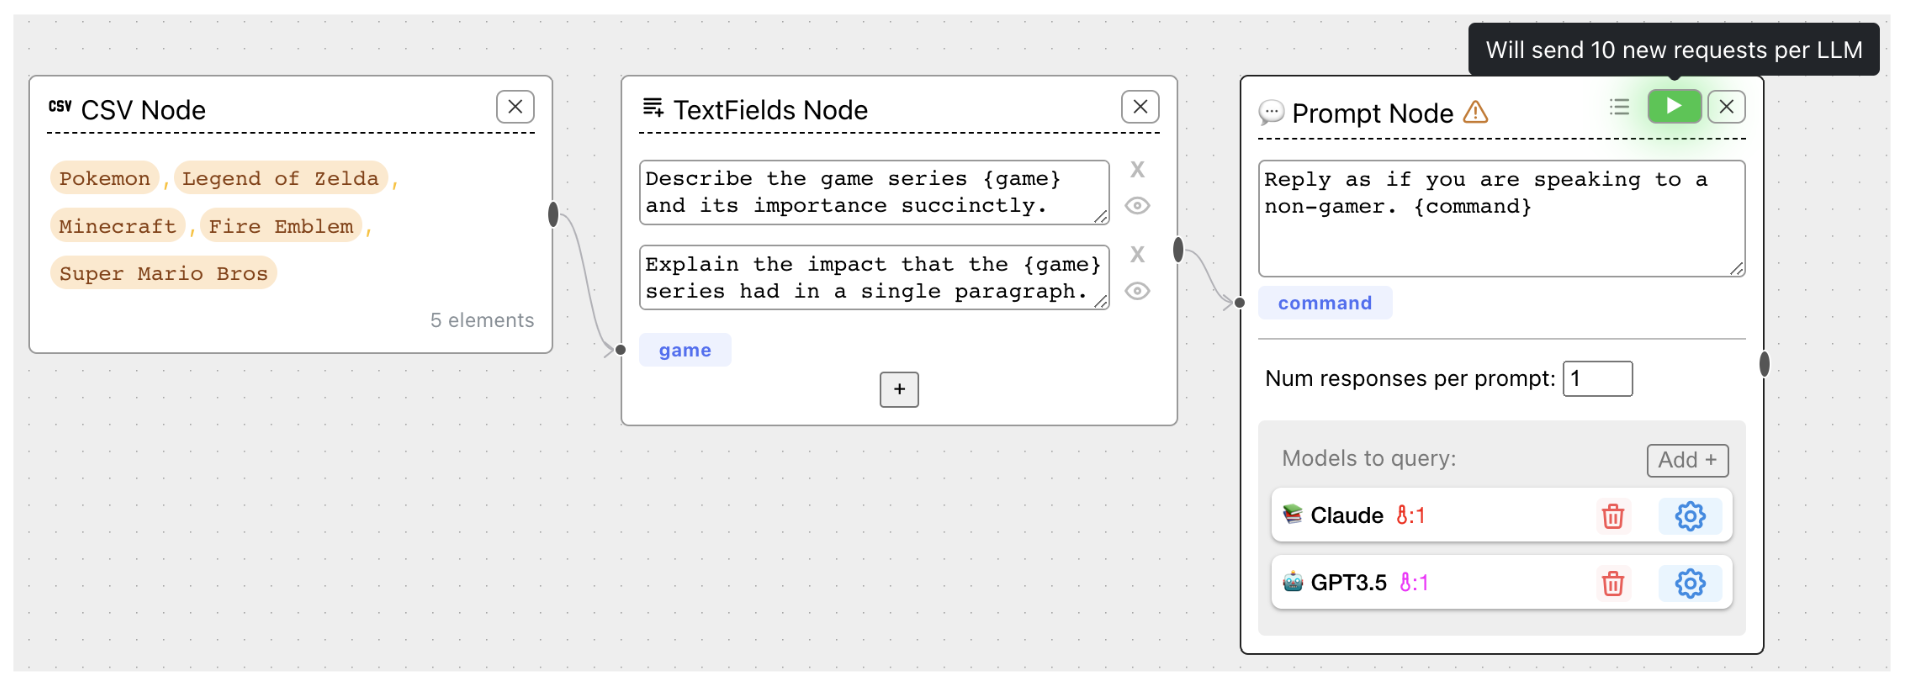 Will send 10 new requests per LLM
CSV CSV Node
Pokemon, Legend of Zelda,
Minecraft, Fire Emblem,
Super Mario Bros
5 elements
TextFields Node
Describe the game series {game}
and its importance succinctly.
X
Explain the impact that the {game}
series had in a single paragraph.
X
game
+
Prompt Node
Reply as if you are speaking to a
non-gamer. {command}
command
Num responses per prompt: 1
Models to query:
Add +
Claude :1
GPT3.5 :1